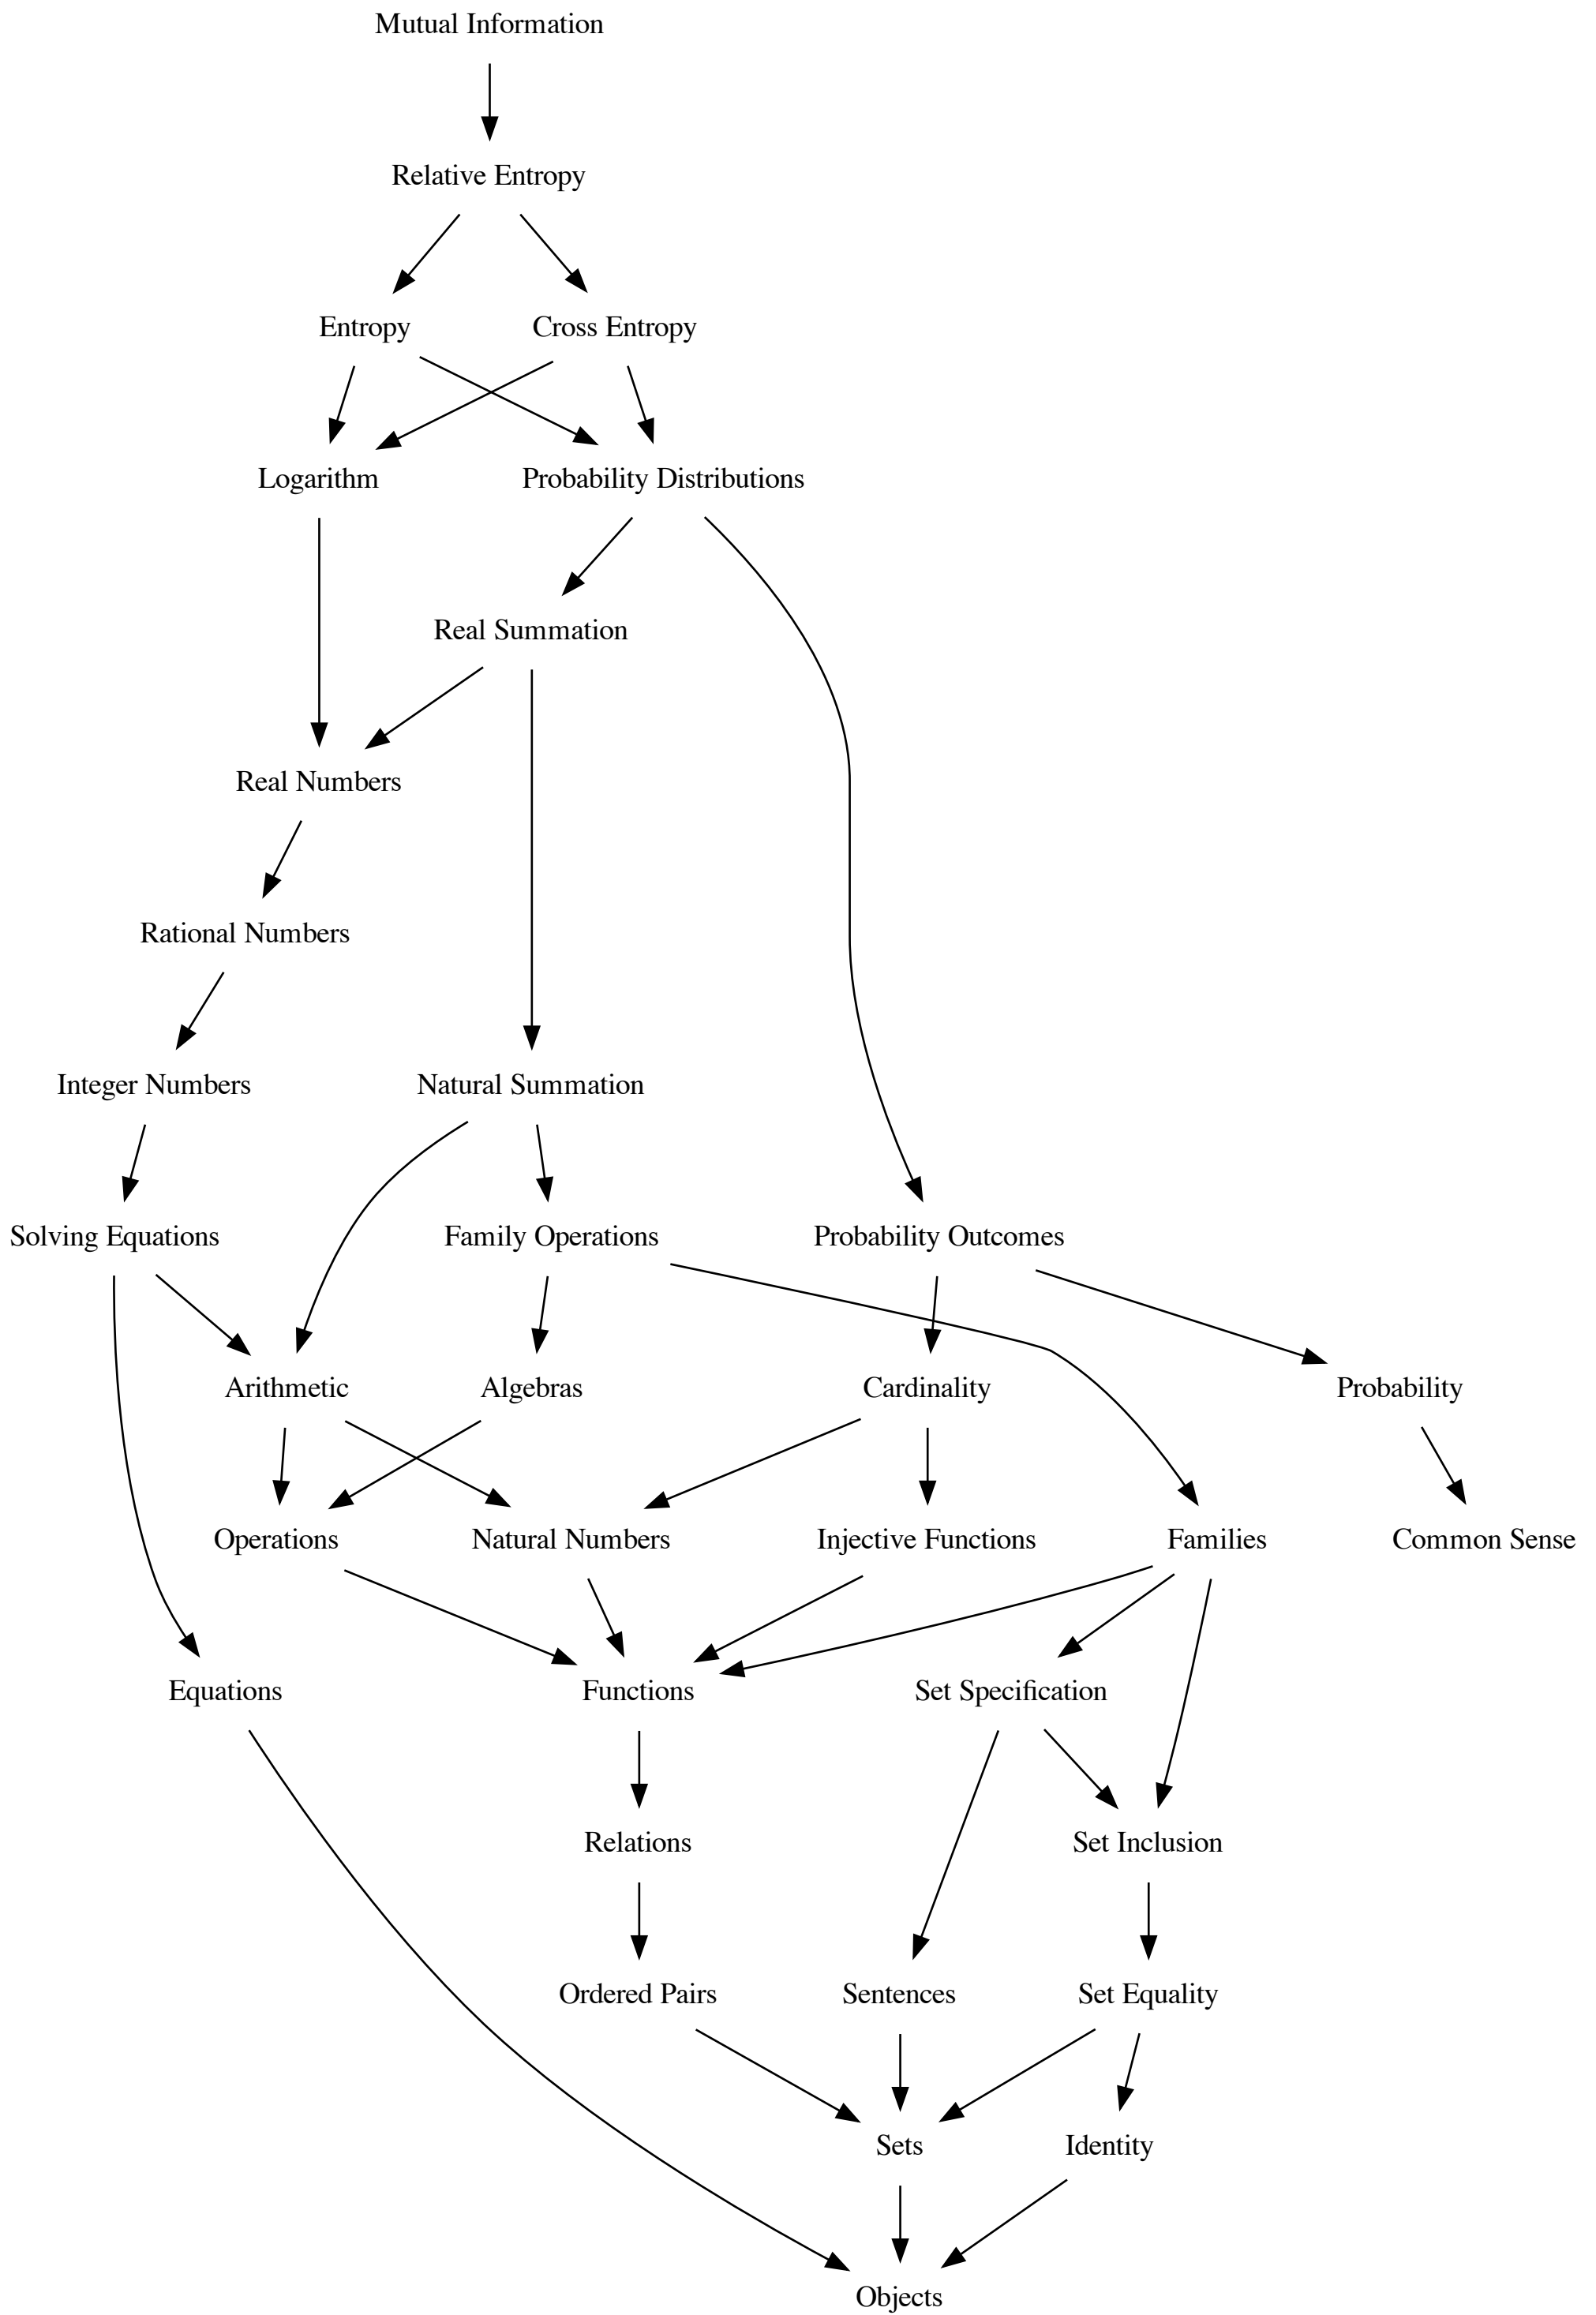 Mutual Information
Relative Entropy
Entropy
Cross Entropy
Logarithm
Probability Distributions
Real Summation
Real Numbers
Rational Numbers
Integer Numbers
Natural Summation
Solving Equations
Family Operations
Probability Outcomes
Arithmetic
Algebras
Cardinality
Probability
Operations
Natural Numbers
Injective Functions
Families
Common Sense
Equations
Functions
Set Specification
Relations
Set Inclusion
Ordered Pairs
Sentences
Set Equality
Sets
Identity
Objects